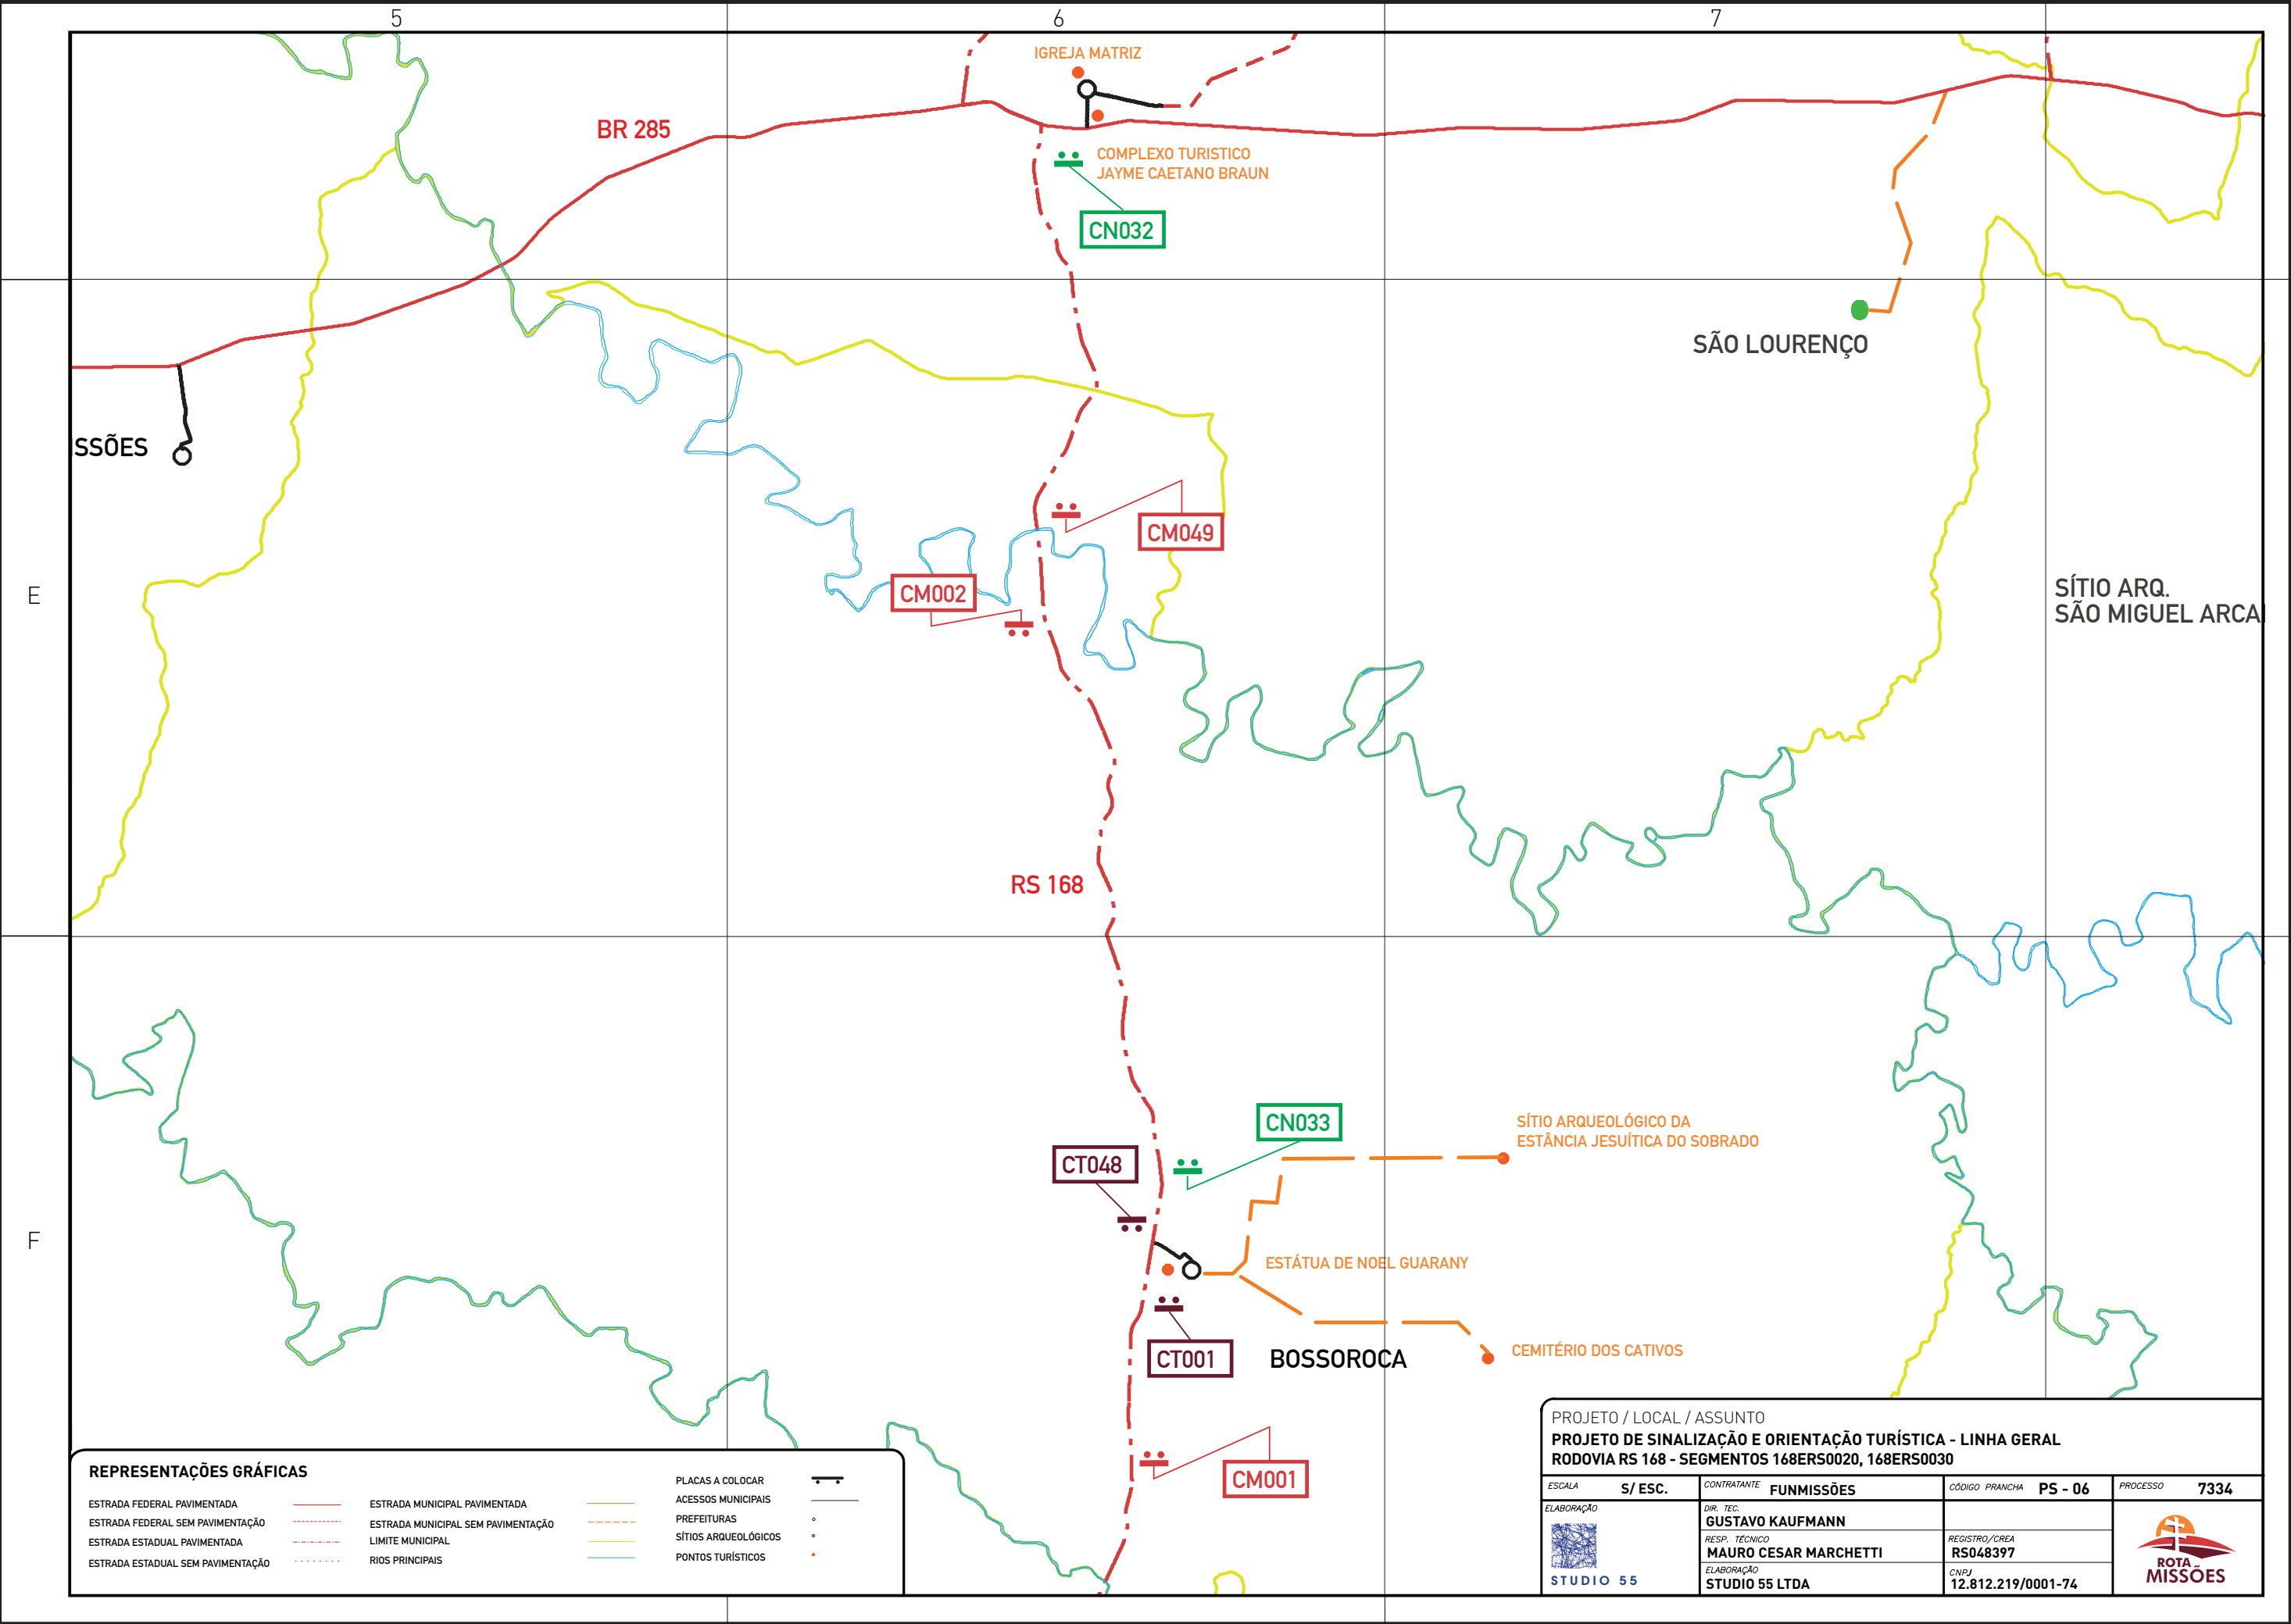 5
6
7
IGREJA MATRIZ
BR 285
COMPLEXO TURISTICO
JAYME CAETANO BRAUN
CN032
SÃO LOURENÇO
SSÕES
CM049
E
CM002
SÍTIO ARQ.
SÃO MIGUEL ARCA
RS 168
CN033
SÍTIO ARQUEOLÓGICO DA
ESTÂNCIA JESUÍTICA DO SOBRADO
CT048
F
ESTÁTUA DE NOEL GUARANY
CT001
BOSSOROCA
CEMITÉRIO DOS CATIVOS
CM001
REPRESENTAÇÕES GRÁFICAS
ESTRADA FEDERAL PAVIMENTADA
ESTRADA FEDERAL SEM PAVIMENTAÇÃO
ESTRADA ESTADUAL PAVIMENTADA
ESTRADA ESTADUAL SEM PAVIMENTAÇÃO
ESTRADA MUNICIPAL PAVIMENTADA
ESTRADA MUNICIPAL SEM PAVIMENTAÇÃO
LIMITE MUNICIPAL
RIOS PRINCIPAIS
PLACAS A COLOCAR
ACESSOS MUNICIPAIS
PREFEITURAS
SÍTIOS ARQUEOLÓGICOS
PONTOS TURÍSTICOS
PROJETO / LOCAL / ASSUNTO
PROJETO DE SINALIZAÇÃO E ORIENTAÇÃO TURÍSTICA - LINHA GERAL
RODOVIA RS 168 - SEGMENTOS 168ERS0020, 168ERS0030
ESCALA S/ ESC.
CONTRATANTE FUNMISSÕES
CÓDIGO PRANCHA PS - 06
PROCESSO 7334
ELABORAÇÃO
STUDIO 55
DIR. TEC.
GUSTAVO KAUFMANN
RESP. TÉCNICO
MAURO CESAR MARCHETTI
REGISTRO/CREA
RS048397
ELABORAÇÃO
STUDIO 55 LTDA
CNPJ
12.812.219/0001-74
ROTA
MISSÕES